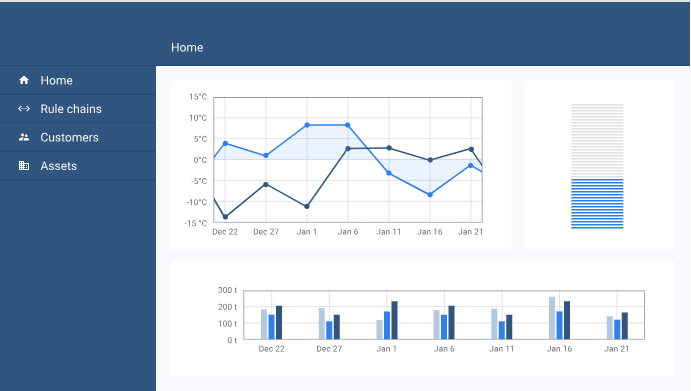 Home
Home
Rule chains
Customers
Assets
15°C
10°C
5°C
0°C
-5°C
-10°C
-15 °C
Dec 22 Dec 27 Jan 1 Jan 6 Jan 11 Jan 16 Jan 21
300 t
200 t
100 t
0 t
Dec 22 Dec 27 Jan 1 Jan 6 Jan 11 Jan 16 Jan 21